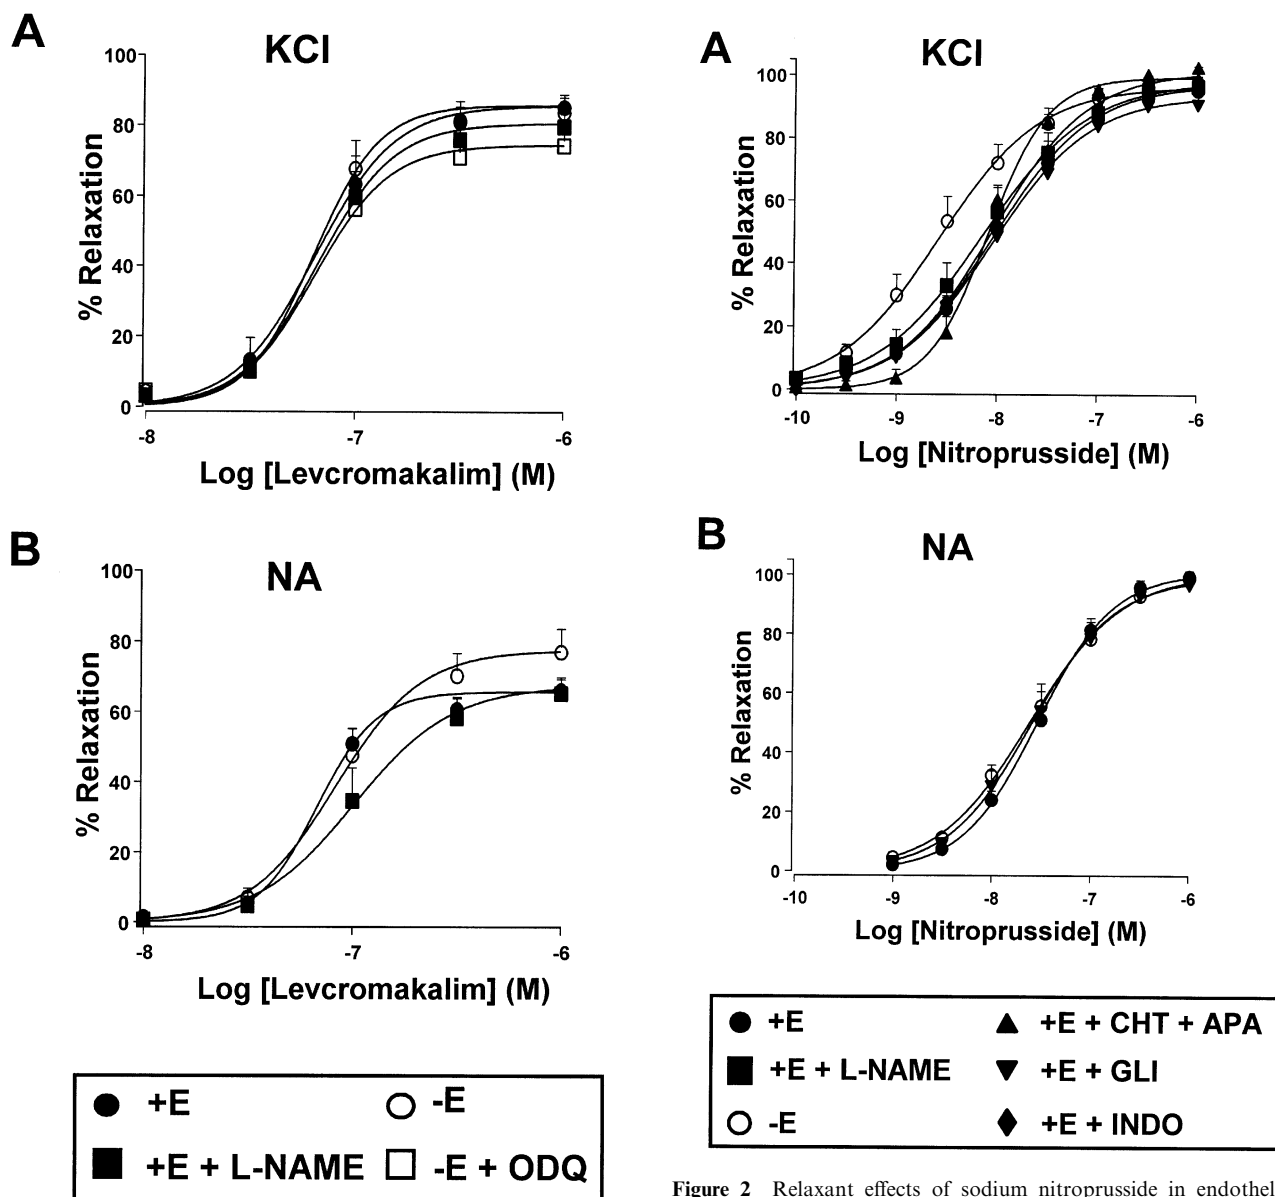 A
KCl
100
80
60
40
20
0
% Relaxation
-8
-7
-6
Log [Levcromakalim] (M)
B
NA
100
80
60
40
20
0
% Relaxation
-8
-7
-6
Log [Levcromakalim] (M)
+E
-E
+E + L-NAME
-E + ODQ
A
KCl
100
80
60
40
20
0
% Relaxation
-10
-9
-8
-7
-6
Log [Nitroprusside] (M)
B
NA
100
80
60
40
20
0
% Relaxation
-10
-9
-8
-7
-6
Log [Nitroprusside] (M)
+E
+E + CHT + APA
+E + L-NAME
+E + GLI
-E
+E + INDO
Figure 2 Relaxant effects of sodium nitroprusside in endothel